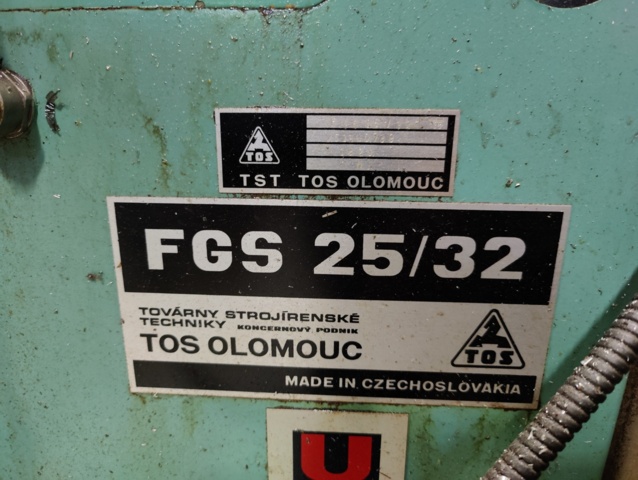 TOS
TST TOS OLOMOUC
FGS 25/32
TOVÁRNY STROJÍRENSKÉ
TECHNIKY KONCERNOVÝ PODNIK
TOS OLOMOUC
TOS
MADE IN CZECHOSLOVAKIA
U